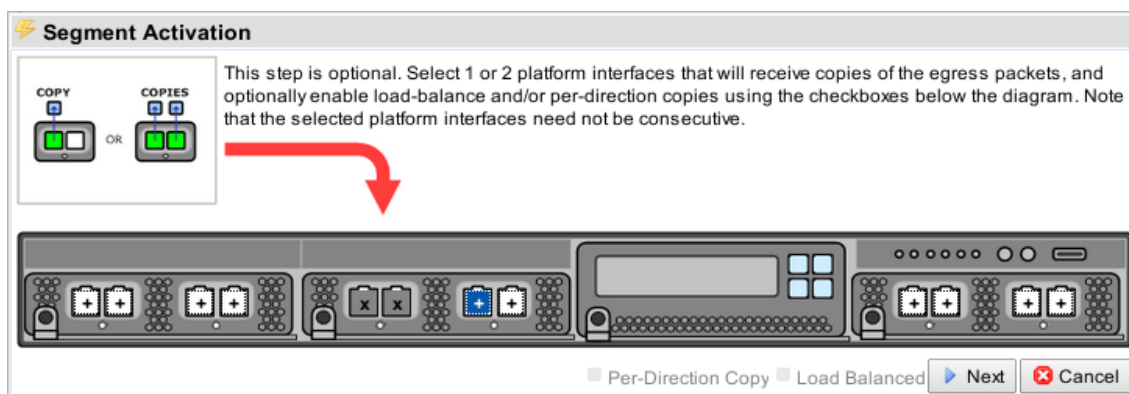 Segment Activation
COPY
COPIES
OR
This step is optional. Select 1 or 2 platform interfaces that will receive copies of the egress packets, and
optionally enable load-balance and/or per-direction copies using the checkboxes below the diagram. Note
that the selected platform interfaces need not be consecutive.
+ + + + x x + + + + + +
Per-Direction Copy Load Balanced Next Cancel